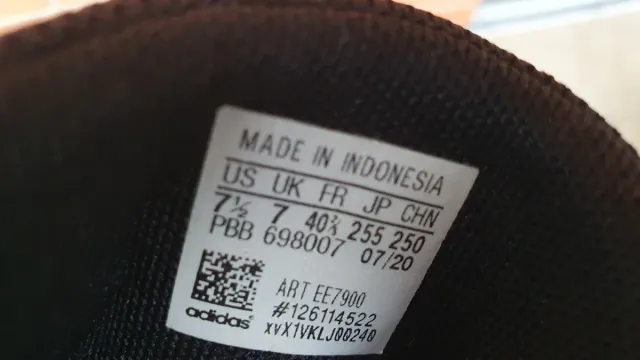 MADE IN INDONESIA
US UK FR JP CHN
7½ 7 40⅔ 255 250
PBB 698007 07/20
ART EE7900
#126114522
adidas xvX1VKLJ00240